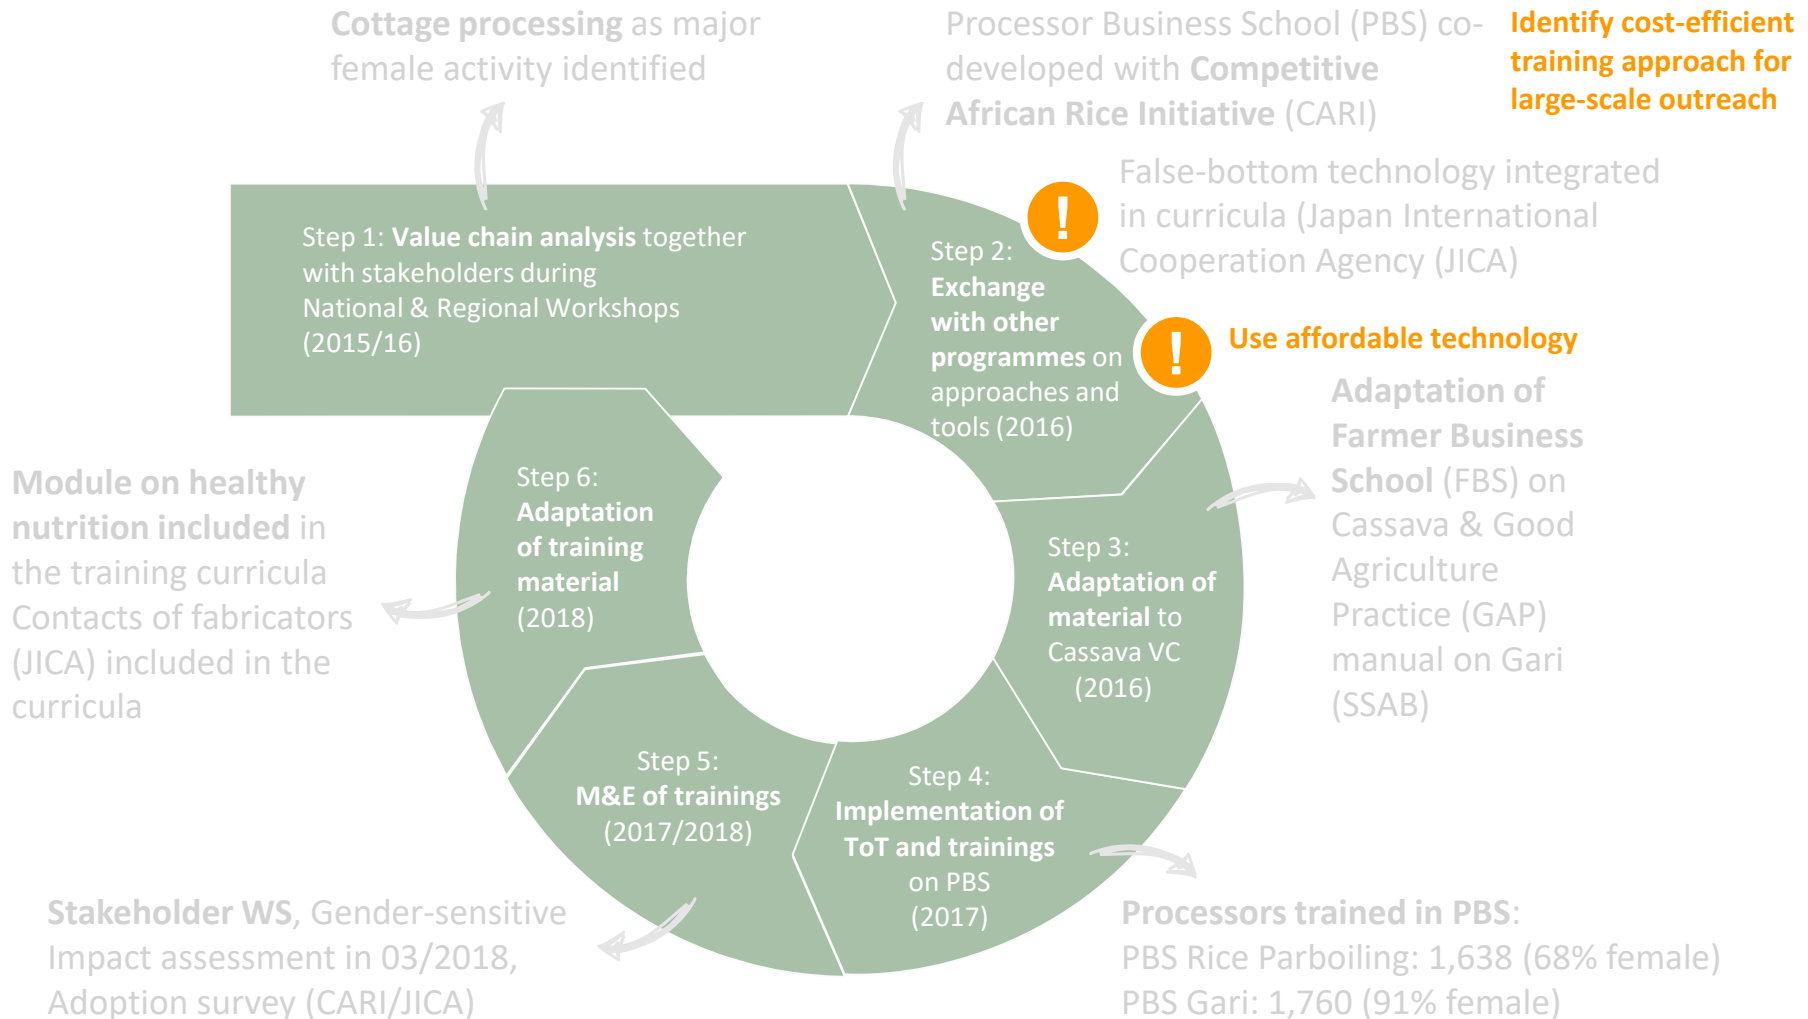 Cottage processing as major
female activity identified
Processor Business School (PBS) co-
developed with Competitive
African Rice Initiative (CARI)
Identify cost-efficient
training approach for
large-scale outreach
False-bottom technology integrated
in curricula (Japan International
Cooperation Agency (JICA)
!
Step 1: Value chain analysis together
with stakeholders during
National & Regional Workshops
(2015/16)
Step 2:
Exchange
with other
programmes on
approaches and
tools (2016)
!
Use affordable technology
Adaptation of
Farmer Business
School (FBS) on
Cassava & Good
Agriculture
Practice (GAP)
manual on Gari
(SSAB)
Step 3:
Adaptation of
material to
Cassava VC
(2016)
Step 4:
Implementation of
ToT and trainings
on PBS
(2017)
Processors trained in PBS:
PBS Rice Parboiling: 1,638 (68% female)
PBS Gari: 1,760 (91% female)
Step 5:
M&E of trainings
(2017/2018)
Stakeholder WS, Gender-sensitive
Impact assessment in 03/2018,
Adoption survey (CARI/JICA)
Step 6:
Adaptation
of training
material
(2018)
Module on healthy
nutrition included in
the training curricula
Contacts of fabricators
(JICA) included in the
curricula